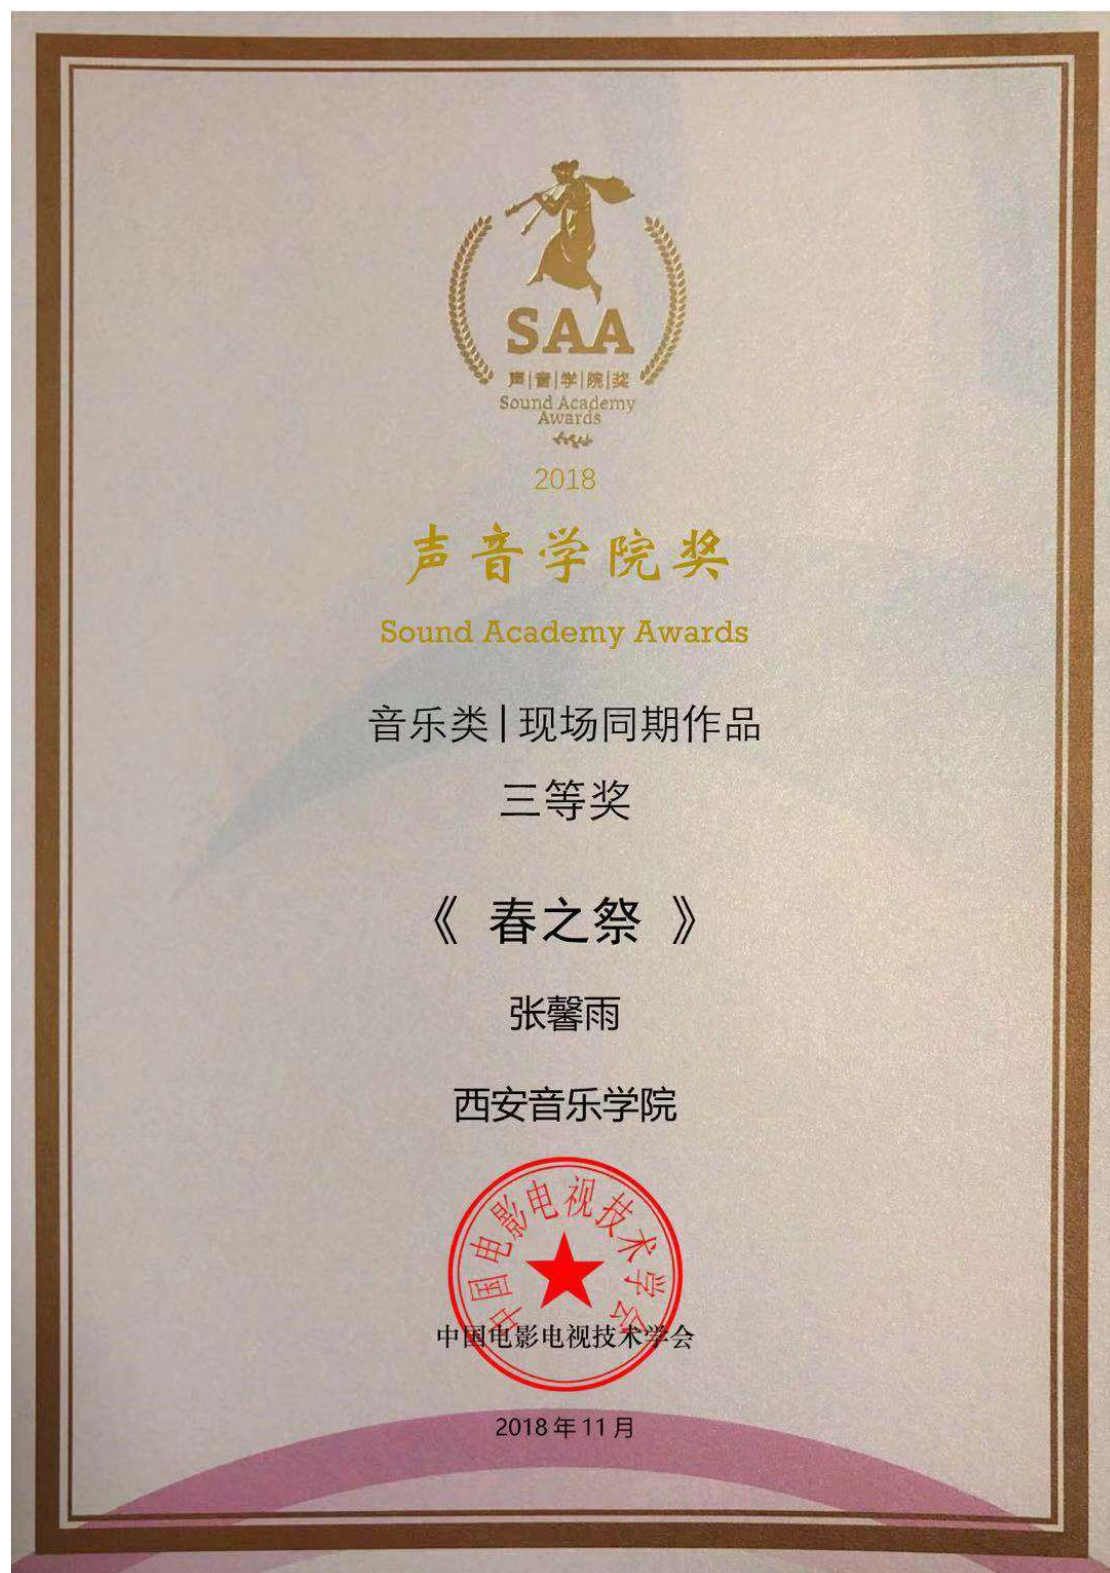 SAA
声|音|学|院|奖
Sound Academy
Awards
2018
声音学院奖
Sound Academy Awards
音乐类|现场同期作品
三等奖
《 春之祭 》
张馨雨
西安音乐学院
中国电影电视技术学会
中国电影电视技术学会
2018年11月